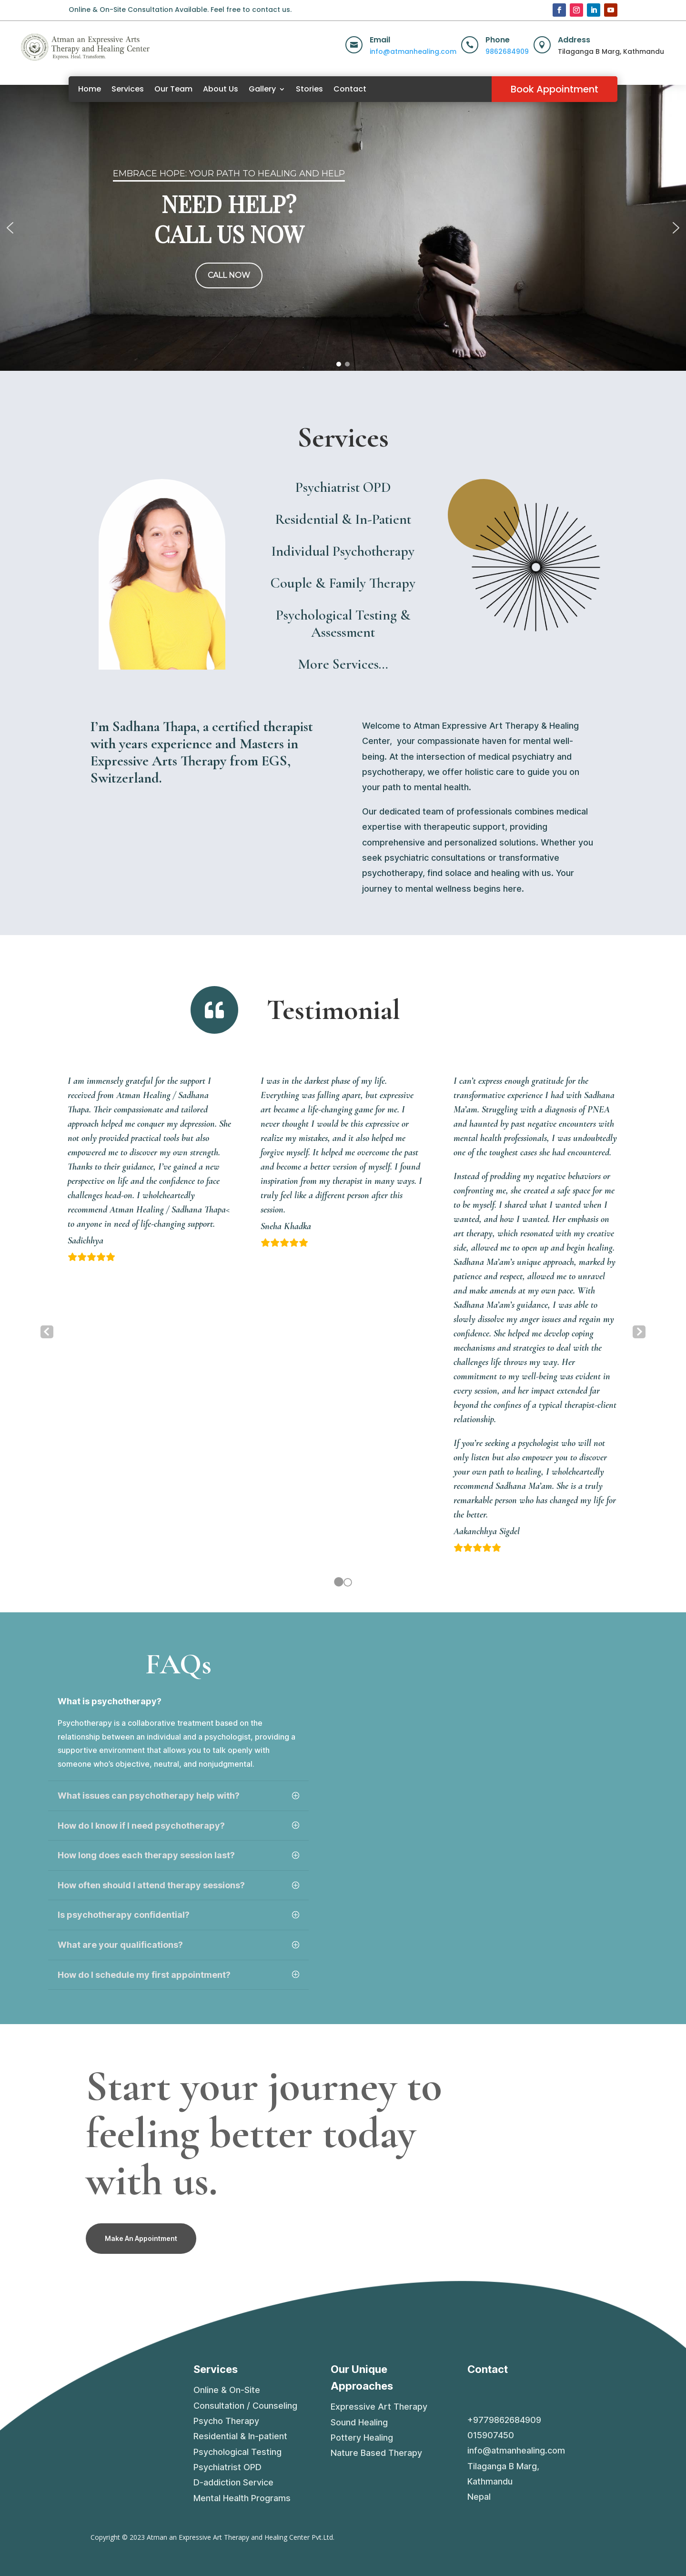 Online & On-Site Consultation Available. Feel free to contact us.
Atman an Expressive Arts
Therapy and Healing Center
Express. Heal. Transform.
Email
info@atmanhealing.com
Phone
9862684909
Address
Tilaganga B Marg, Kathmandu
Home
Services
Our Team
About Us
Gallery
Stories
Contact
Book Appointment
EMBRACE HOPE: YOUR PATH TO HEALING AND HELP
NEED HELP?
CALL US NOW
CALL NOW
Services
Psychiatrist OPD
Residential & In-Patient
Individual Psychotherapy
Couple & Family Therapy
Psychological Testing &
Assessment
More Services...
I'm Sadhana Thapa, a certified therapist
with years experience and Masters in
Expressive Arts Therapy from EGS,
Switzerland.
Welcome to Atman Expressive Art Therapy & Healing
Center,  your compassionate haven for mental well-
being. At the intersection of medical psychiatry and
psychotherapy, we offer holistic care to guide you on
your path to mental health.
Our dedicated team of professionals combines medical
expertise with therapeutic support, providing
comprehensive and personalized solutions. Whether you
seek psychiatric consultations or transformative
psychotherapy, find solace and healing with us. Your
journey to mental wellness begins here.
Testimonial
I am immensely grateful for the support I
received from Atman Healing / Sadhana
Thapa. Their compassionate and tailored
approach helped me conquer my depression. She
not only provided practical tools but also
empowered me to discover my own strength.
Thanks to their guidance, I've gained a new
perspective on life and the confidence to face
challenges head-on. I wholeheartedly
recommend Atman Healing / Sadhana Thapa<
to anyone in need of life-changing support.
Sadichhya
I was in the darkest phase of my life.
Everything was falling apart, but expressive
art became a life-changing game for me. I
never thought I would be this expressive or
realize my mistakes, and it also helped me
forgive myself. It helped me overcome the past
and become a better version of myself. I found
inspiration from my therapist in many ways. I
truly feel like a different person after this
session.
Sneha Khadka
I can't express enough gratitude for the
transformative experience I had with Sadhana
Ma'am. Struggling with a diagnosis of PNEA
and haunted by past negative encounters with
mental health professionals, I was undoubtedly
one of the toughest cases she had encountered.
Instead of prodding my negative behaviors or
confronting me, she created a safe space for me
to be myself. I shared what I wanted when I
wanted, and how I wanted. Her emphasis on
art therapy, which resonated with my creative
side, allowed me to open up and begin healing.
Sadhana Ma'am's unique approach, marked by
patience and respect, allowed me to unravel
and make amends at my own pace. With
Sadhana Ma'am's guidance, I was able to
slowly dissolve my anger issues and regain my
confidence. She helped me develop coping
mechanisms and strategies to deal with the
challenges life throws my way. Her
commitment to my well-being was evident in
every session, and her impact extended far
beyond the confines of a typical therapist-client
relationship.
If you're seeking a psychologist who will not
only listen but also empower you to discover
your own path to healing, I wholeheartedly
recommend Sadhana Ma'am. She is a truly
remarkable person who has changed my life for
the better.
Aakanchhya Sigdel
FAQs
What is psychotherapy?
Psychotherapy is a collaborative treatment based on the
relationship between an individual and a psychologist, providing a
supportive environment that allows you to talk openly with
someone who's objective, neutral, and nonjudgmental.
What issues can psychotherapy help with?
How do I know if I need psychotherapy?
How long does each therapy session last?
How often should I attend therapy sessions?
Is psychotherapy confidential?
What are your qualifications?
How do I schedule my first appointment?
Start your journey to
feeling better today
with us.
Make An Appointment
Services
Online & On-Site
Consultation / Counseling
Psycho Therapy
Residential & In-patient
Psychological Testing
Psychiatrist OPD
D-addiction Service
Mental Health Programs
Our Unique
Approaches
Expressive Art Therapy
Sound Healing
Pottery Healing
Nature Based Therapy
Contact
+9779862684909
015907450
info@atmanhealing.com
Tilaganga B Marg,
Kathmandu
Nepal
Copyright © 2023 Atman an Expressive Art Therapy and Healing Center Pvt.Ltd.